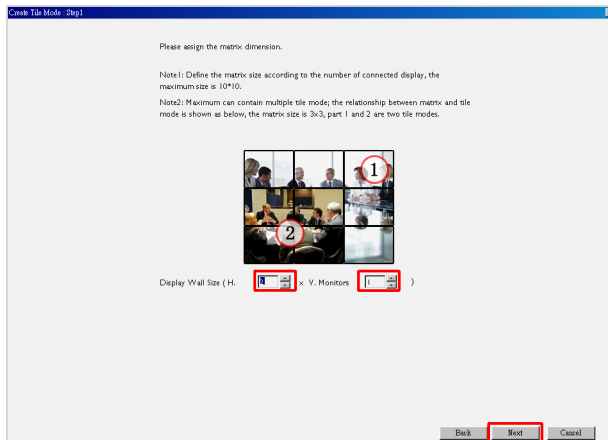 Create Tile Mode : Step1
Please assign the matrix dimension.
Note1: Define the matrix size according to the number of connected display, the
maximum size is 10*10.
Note2: Maximum can contain multiple tile mode; the relationship between matrix and tile
mode is shown as below, the matrix size is 3x3, part 1 and 2 are two tile modes.
1
2
Display Wall Size ( H. × V. Monitors 1 )
Back Next Cancel